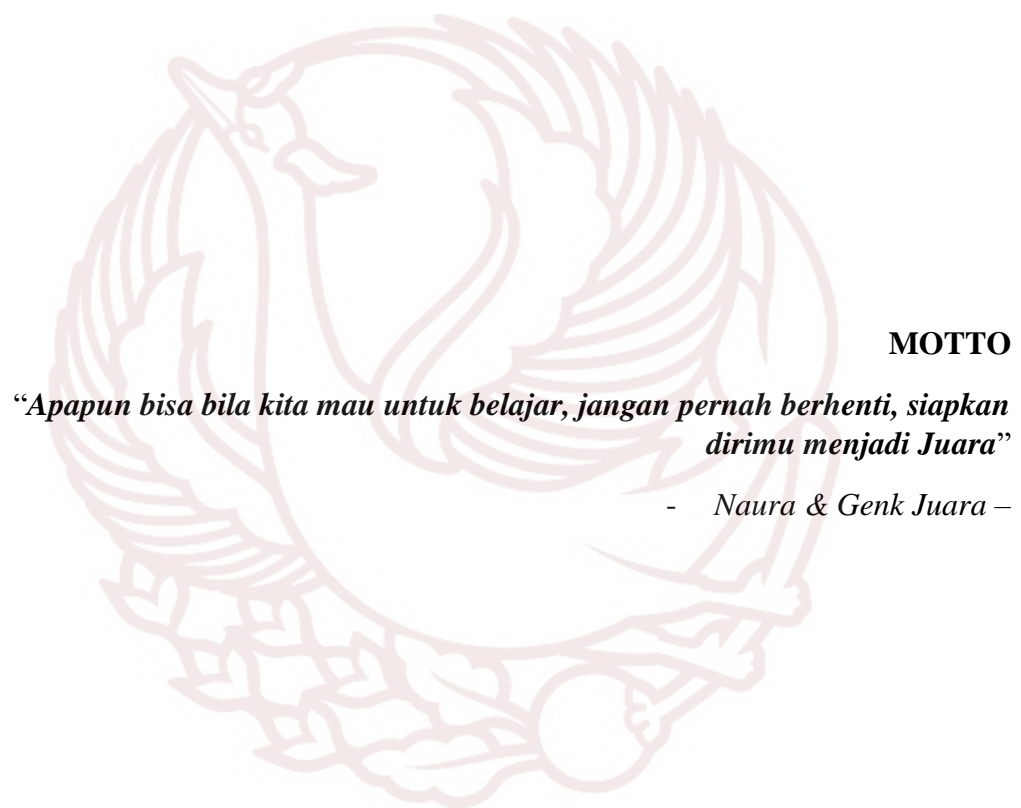 MOTTO
“Apapun bisa bila kita mau untuk belajar, jangan pernah berhenti, siapkan
dirimu menjadi Juara”
- Naura & Genk Juara –